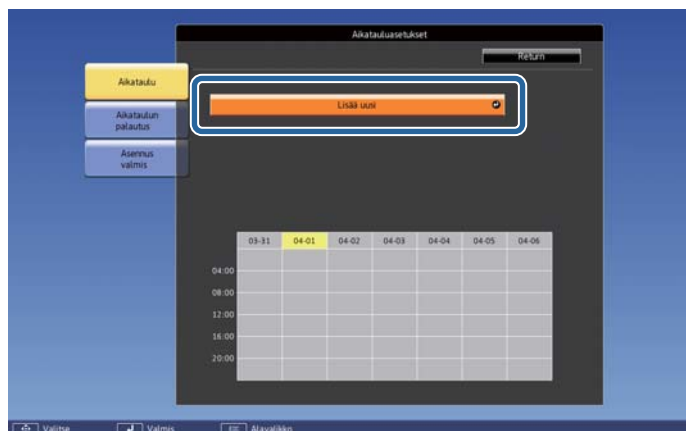 Aikatauluasetukset
Return
Aikataulu
Lisää uusi
Aikataulun
palautus
Asennus
valmis
03-31 04-01 04-02 04-03 04-04 04-05 04-06
04:00
08:00
12:00
16:00
20:00
Valitse Valmis Alavalikko